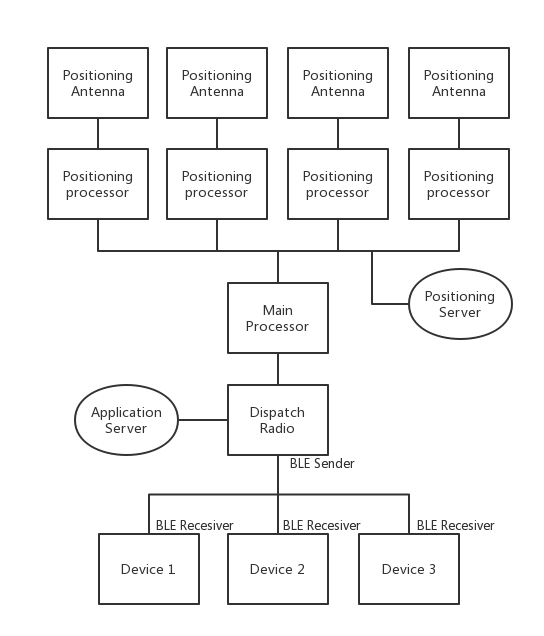 Positioning
Antenna
Positioning
Antenna
Positioning
Antenna
Positioning
Antenna
Positioning
processor
Positioning
processor
Positioning
processor
Positioning
processor
Main
Processor
Positioning
Server
Application
Server
Dispatch
Radio
BLE Sender
BLE Recesiver
BLE Recesiver
BLE Recesiver
Device 1
Device 2
Device 3